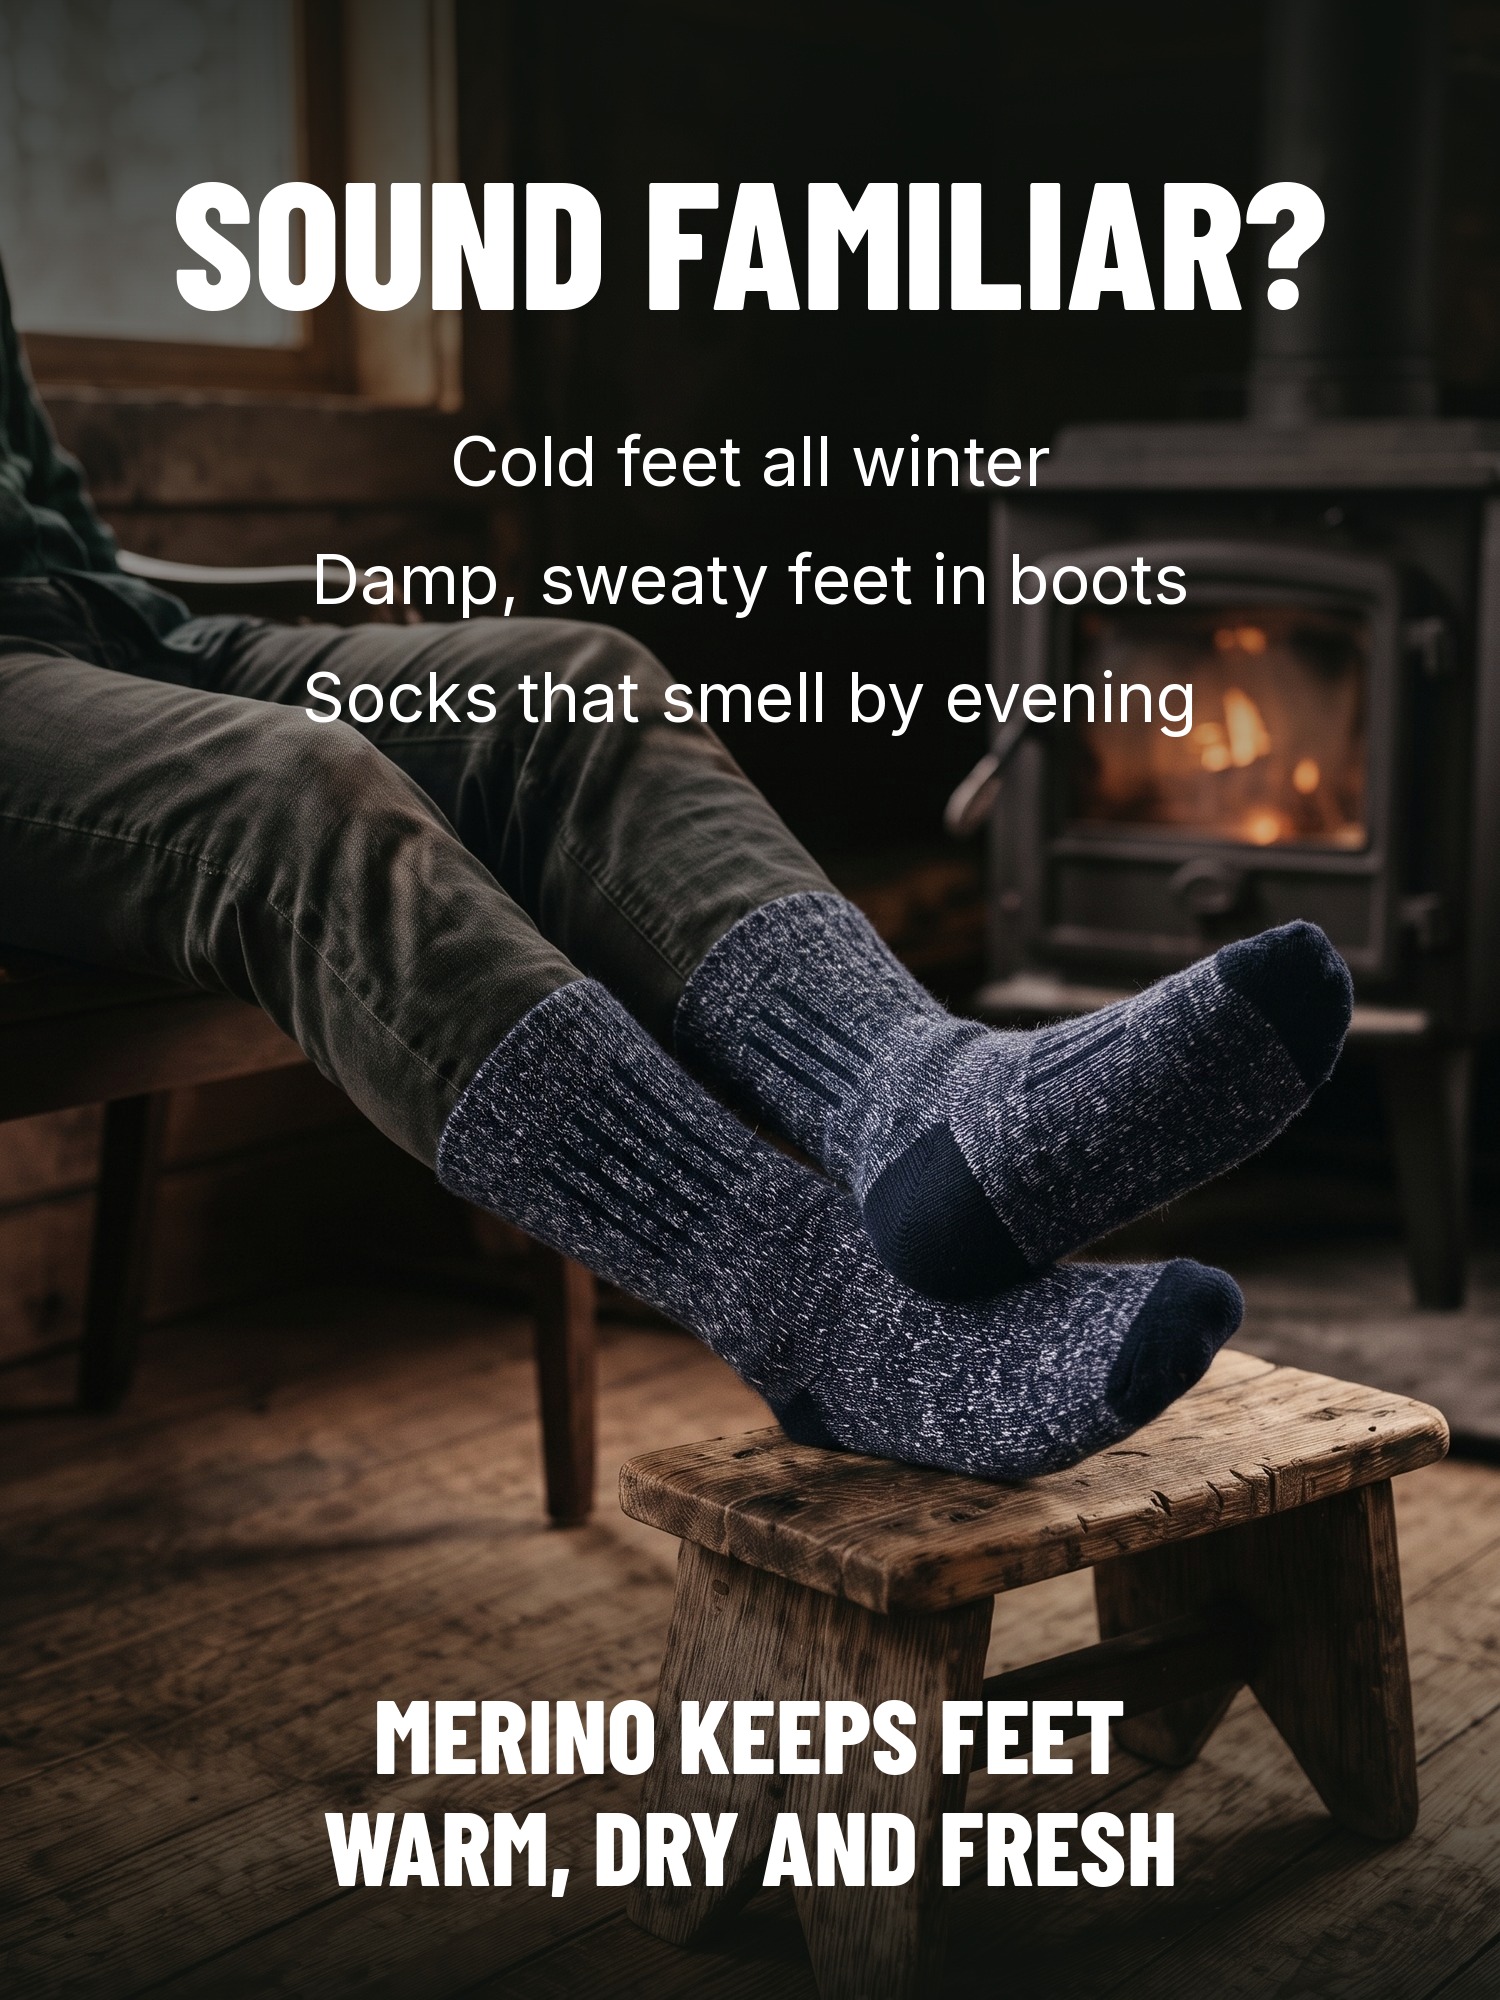 SOUND FAMILIAR?
Cold feet all winter
Damp, sweaty feet in boots
Socks that smell by evening
MERINO KEEPS FEET
WARM, DRY AND FRESH